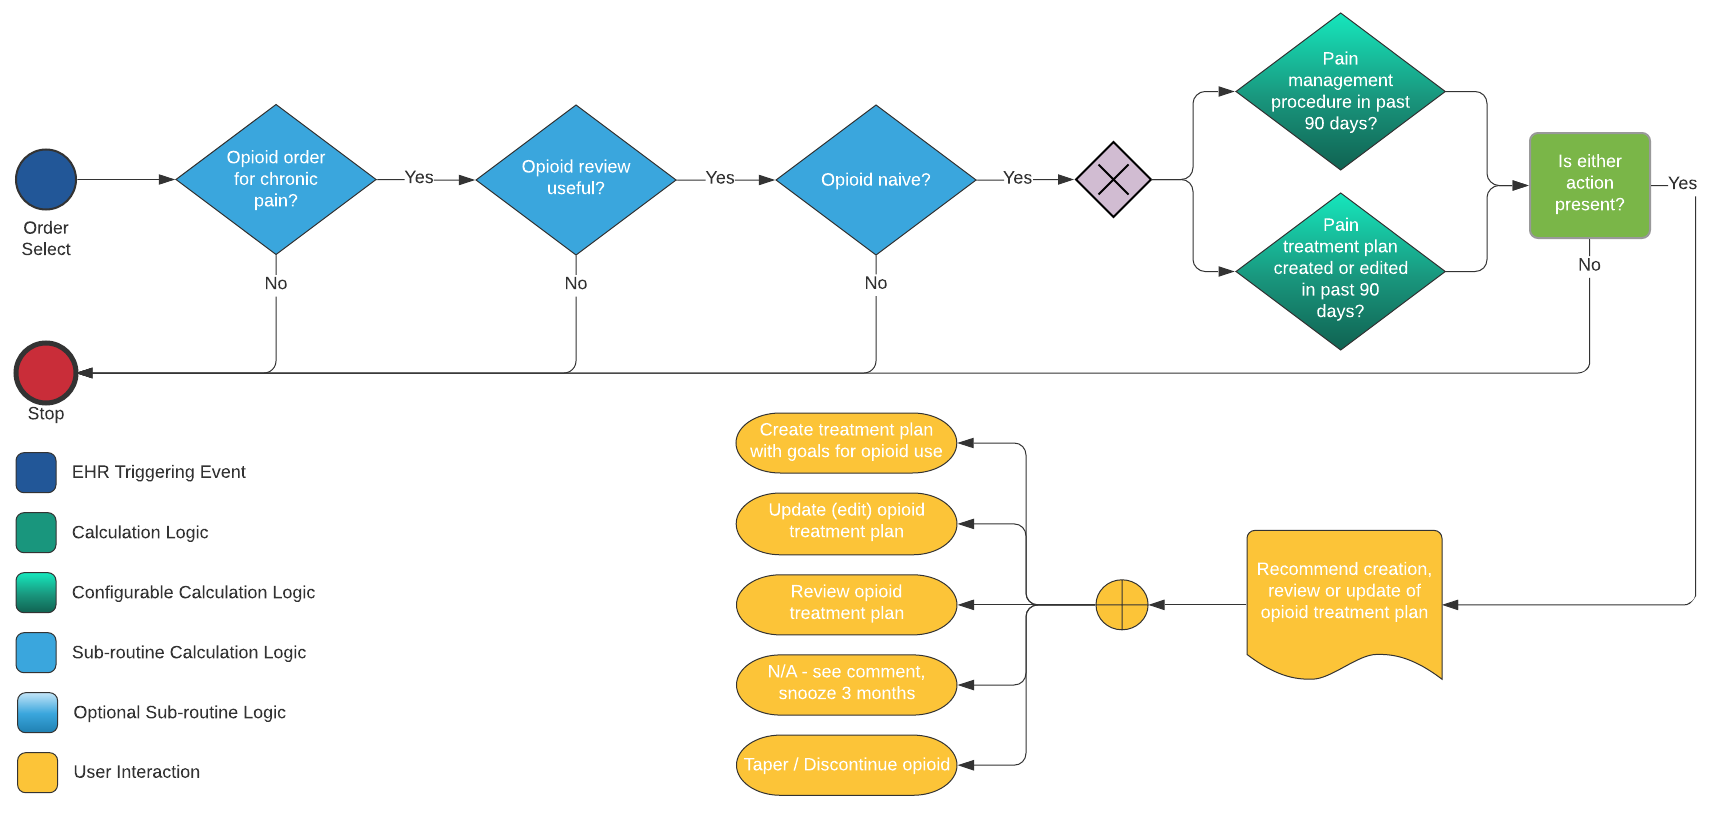 Order
Select
Opioid order
for chronic
pain?
Yes
No
Opioid review
useful?
Yes
No
Opioid naive?
Yes
No
Pain
management
procedure in past
90 days?
Pain
treatment plan
created or edited
in past 90
days?
Is either
action
present?
Yes
No
Stop
Recommend creation,
review or update of
opioid treatment plan
Create treatment plan
with goals for opioid use
Update (edit) opioid
treatment plan
Review opioid
treatment plan
N/A - see comment,
snooze 3 months
Taper / Discontinue opioid
EHR Triggering Event
Calculation Logic
Configurable Calculation Logic
Sub-routine Calculation Logic
Optional Sub-routine Logic
User Interaction